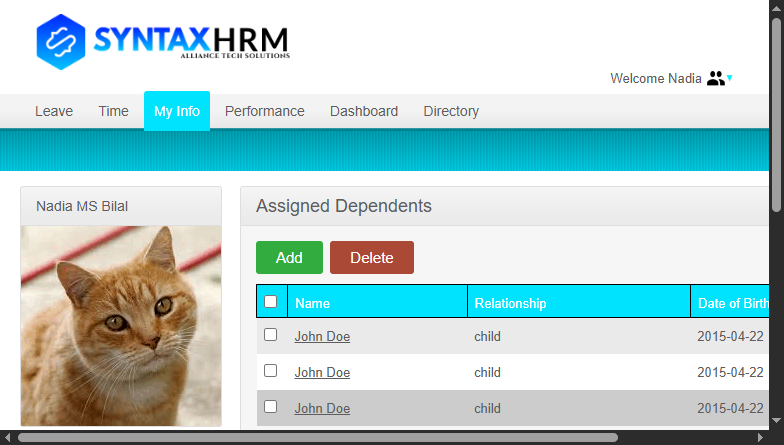 SYNTAXHRM
ALLIANCE TECH SOLUTIONS
Welcome Nadia
Leave Time My Info Performance Dashboard Directory
Nadia MS Bilal
Assigned Dependents
Add Delete
Name Relationship Date of Birth
John Doe child 2015-04-22
John Doe child 2015-04-22
John Doe child 2015-04-22